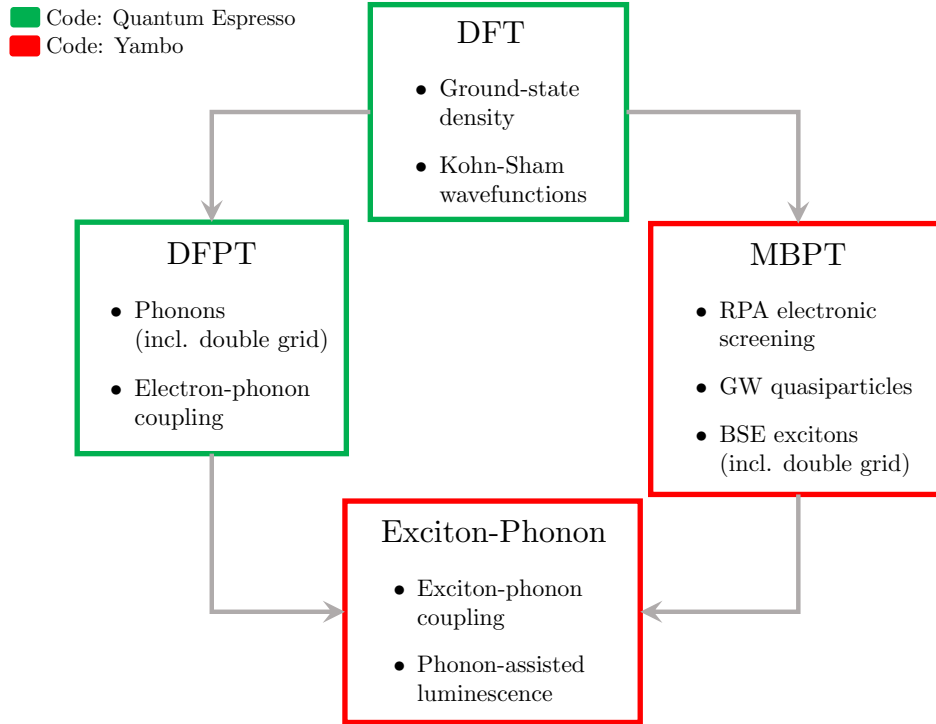 Code: Quantum Espresso
Code: Yambo
DFT
• Ground-state
density
• Kohn-Sham
wavefunctions
DFPT
• Phonons
(incl. double grid)
• Electron-phonon
coupling
MBPT
• RPA electronic
screening
• GW quasiparticles
• BSE excitons
(incl. double grid)
Exciton-Phonon
• Exciton-phonon
coupling
• Phonon-assisted
luminescence